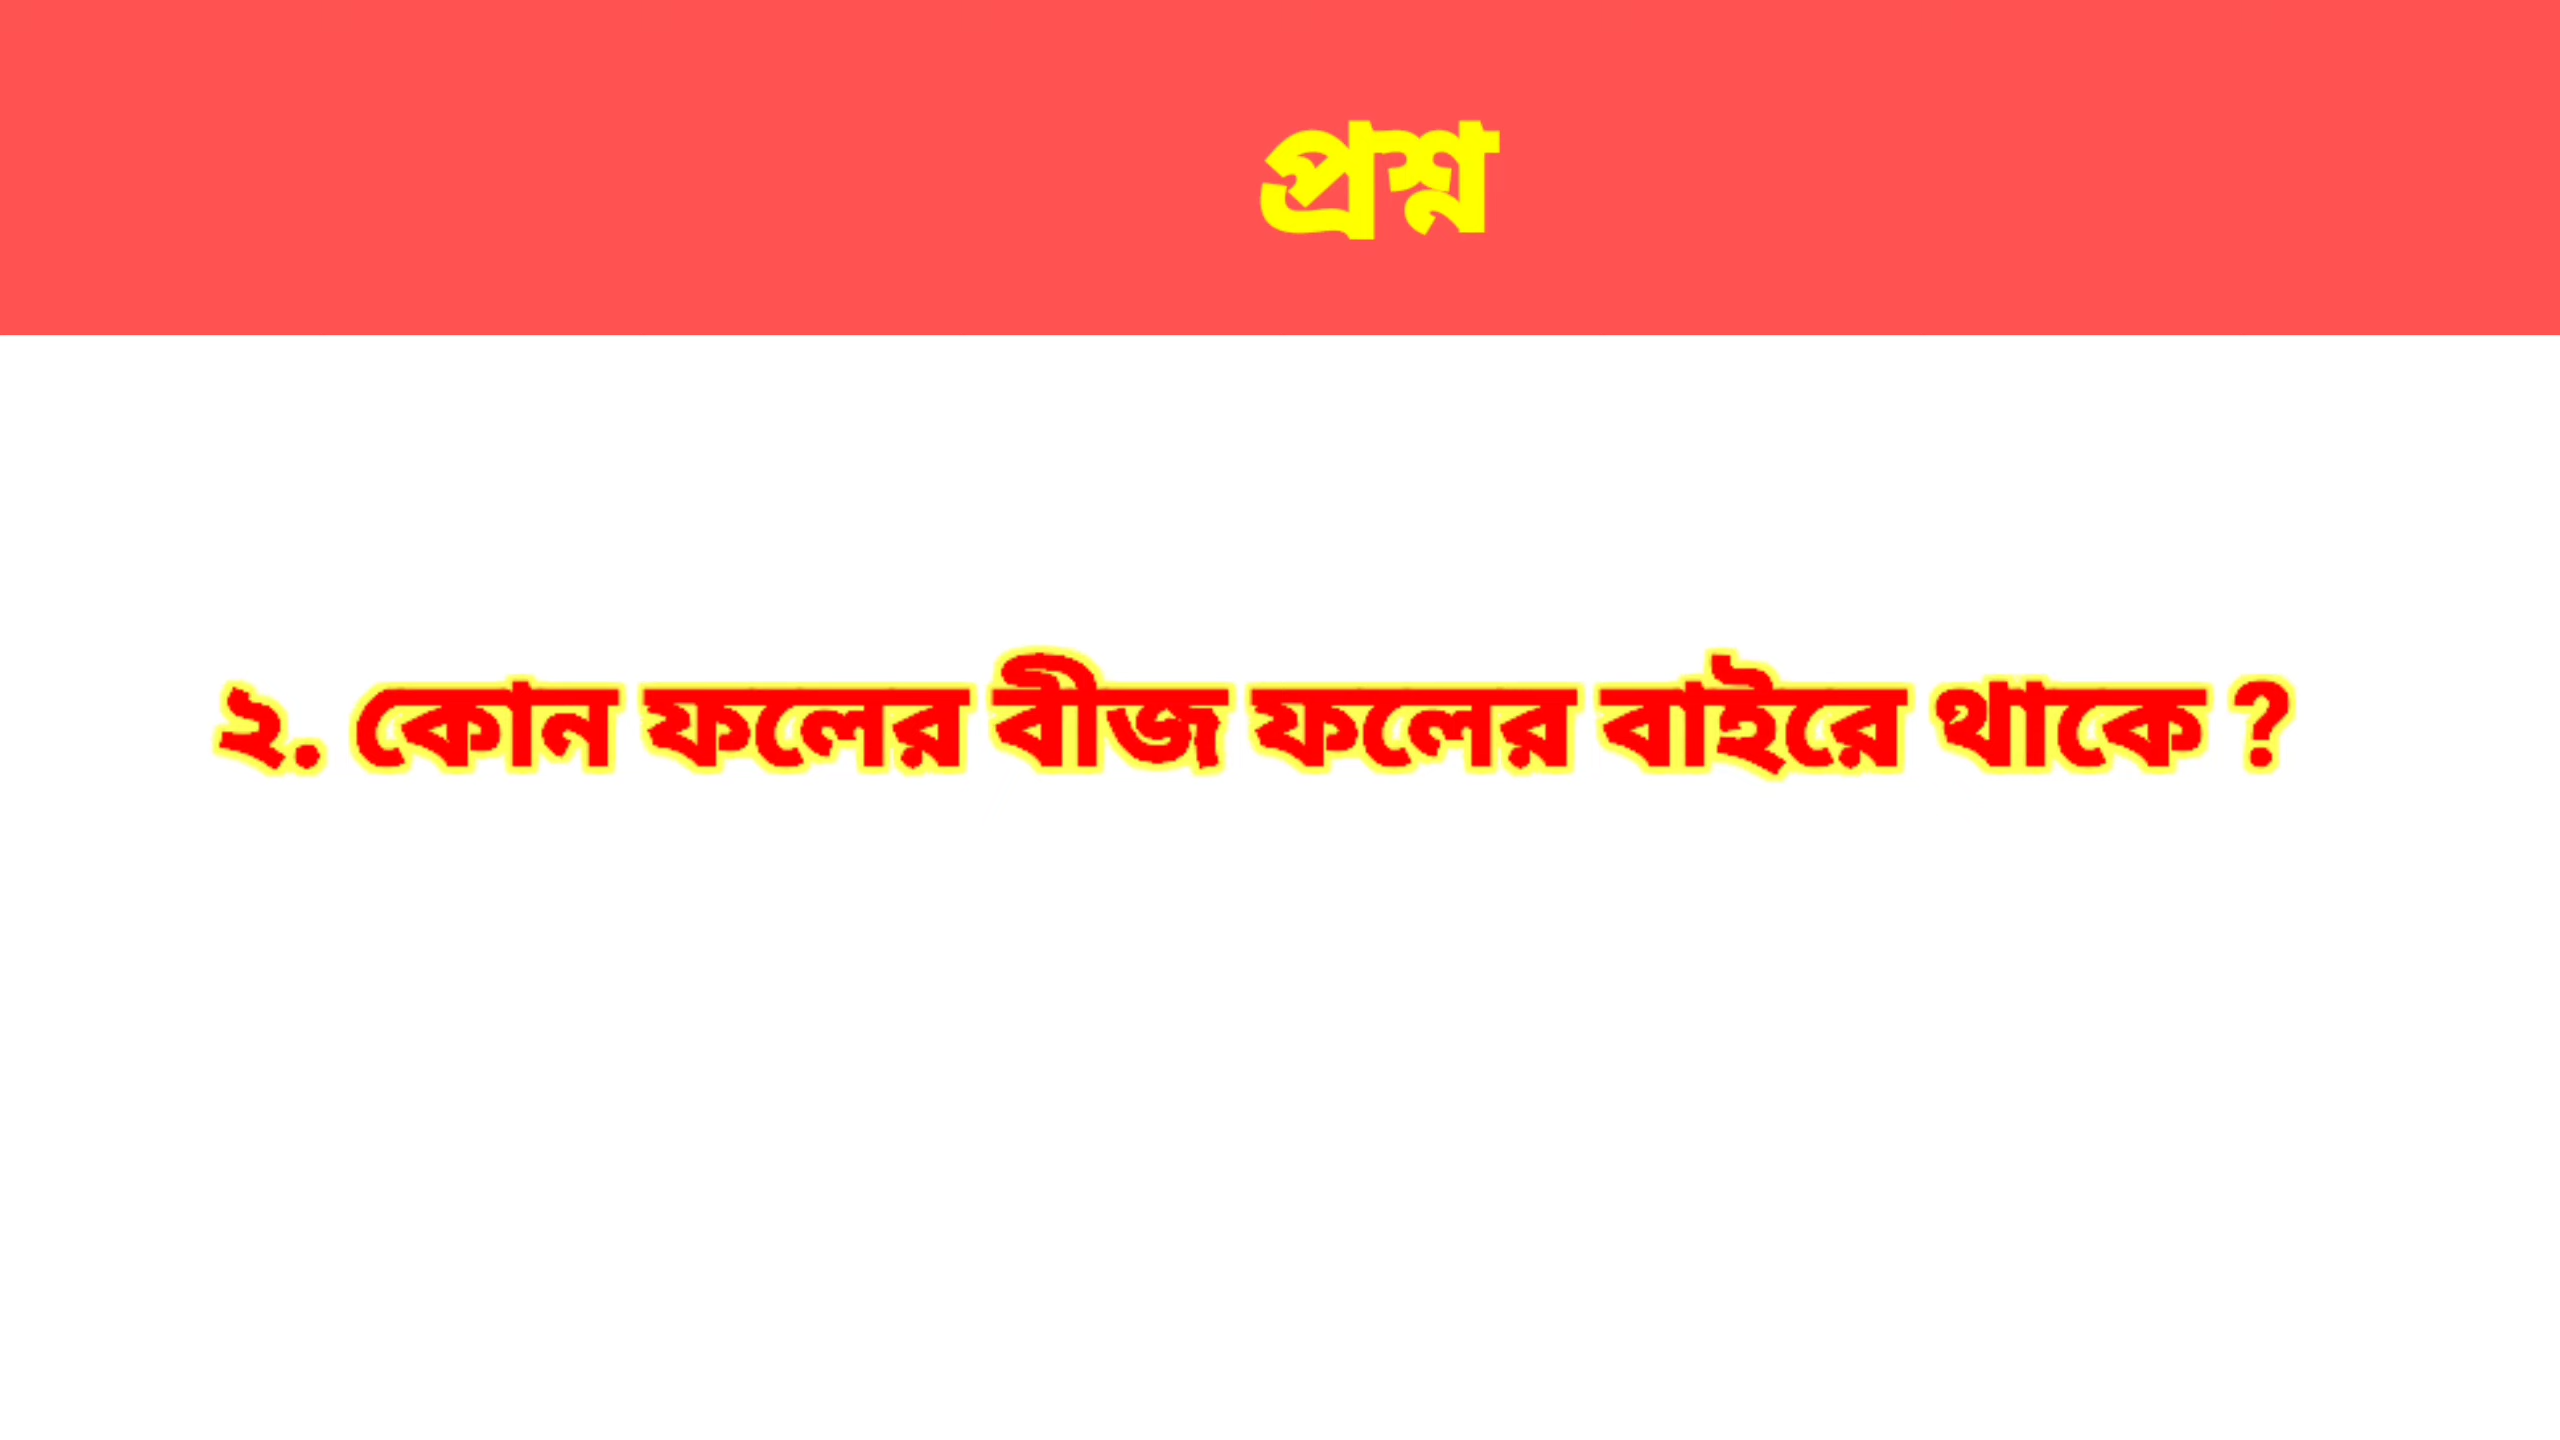 প্রশ্ন
২. কোন ফলের বীজ ফলের বাইরে থাকে ?